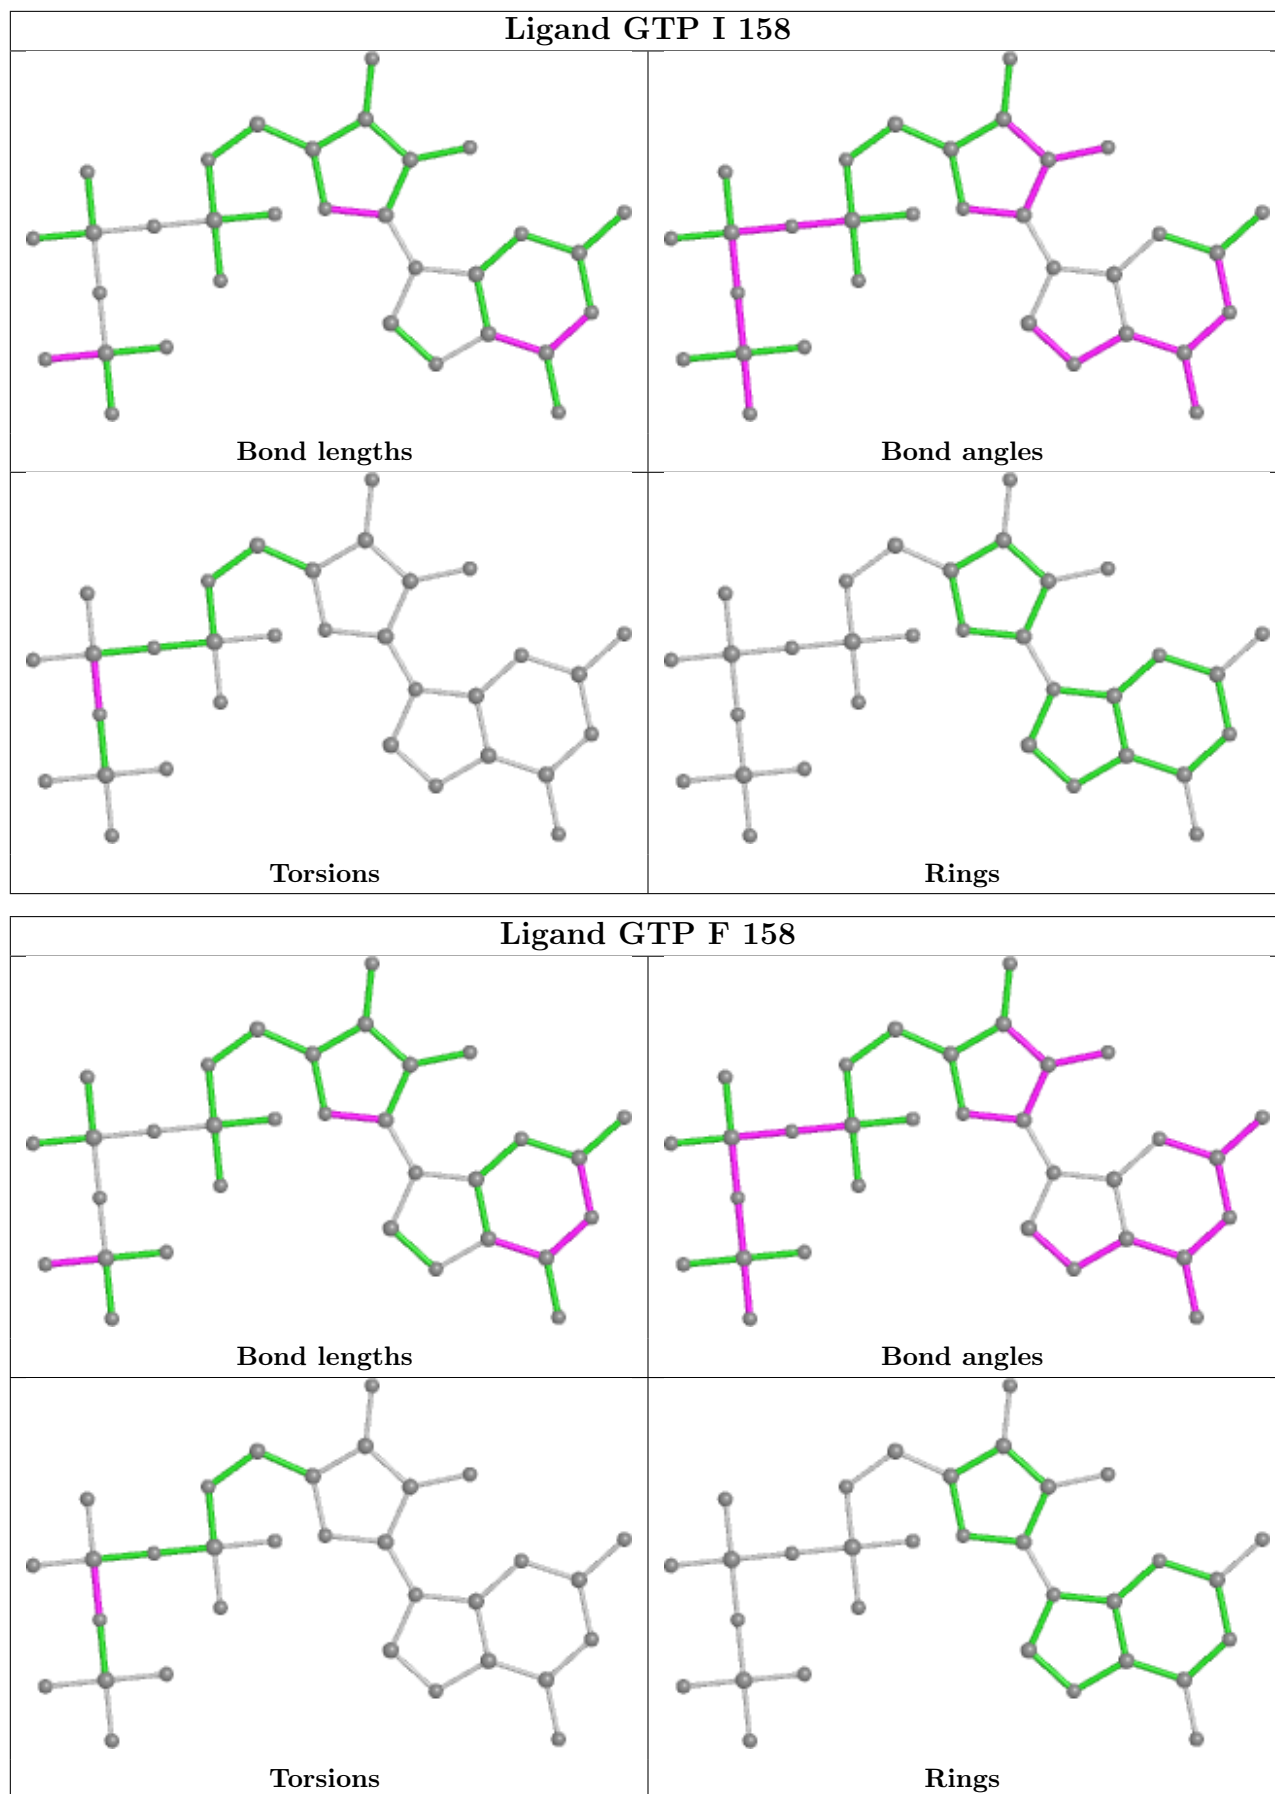 Ligand GTP I 158
Bond lengths
Bond angles
Torsions
Rings
Ligand GTP F 158
Bond lengths
Bond angles
Torsions
Rings